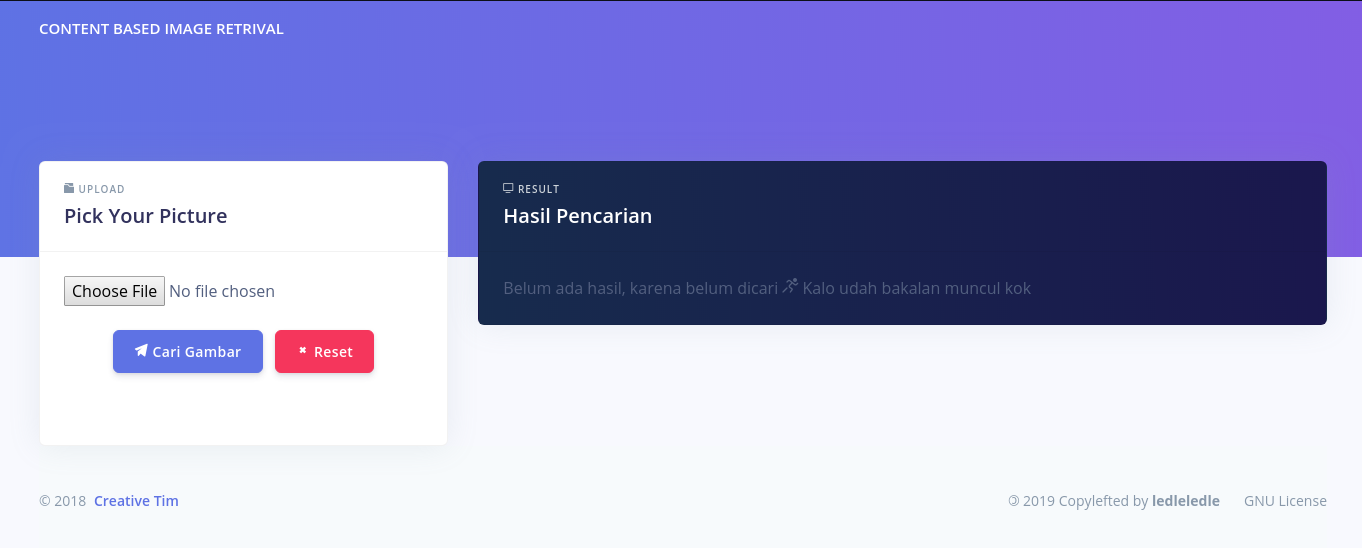 CONTENT BASED IMAGE RETRIVAL
UPLOAD
Pick Your Picture
Choose File No file chosen
Cari Gambar
Reset
RESULT
Hasil Pencarian
Belum ada hasil, karena belum dicari Kalo udah bakalan muncul kok
© 2018 Creative Tim
🄯 2019 Copylefted by ledleledle GNU License